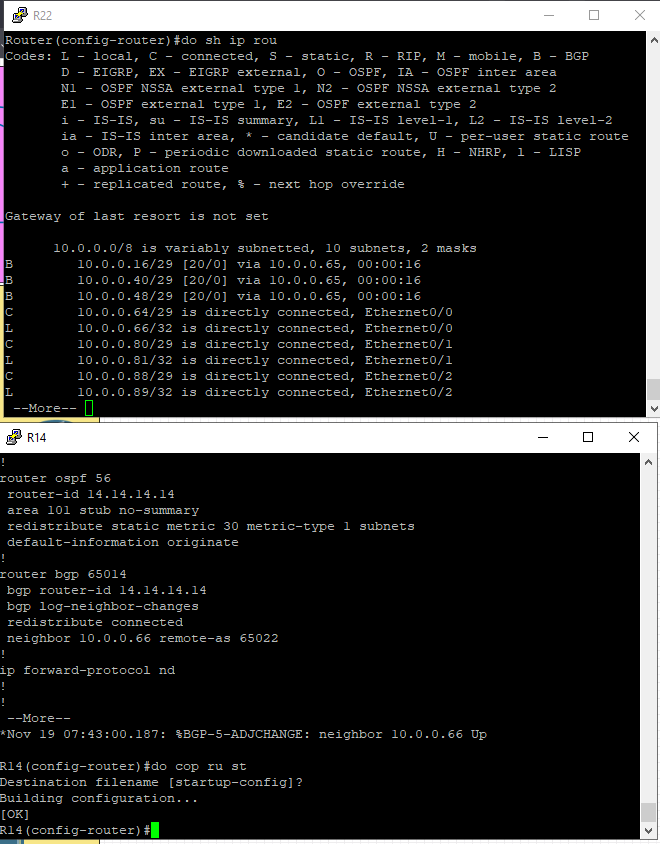 R22
Router(config-router)#do sh ip rou
Codes: L - local, C - connected, S - static, R - RIP, M - mobile, B - BGP
       D - EIGRP, EX - EIGRP external, O - OSPF, IA - OSPF inter area
       N1 - OSPF NSSA external type 1, N2 - OSPF NSSA external type 2
       E1 - OSPF external type 1, E2 - OSPF external type 2
       i - IS-IS, su - IS-IS summary, L1 - IS-IS level-1, L2 - IS-IS level-2
       ia - IS-IS inter area, * - candidate default, U - per-user static route
       o - ODR, P - periodic downloaded static route, H - NHRP, l - LISP
       a - application route
       + - replicated route, % - next hop override
Gateway of last resort is not set
      10.0.0.0/8 is variably subnetted, 10 subnets, 2 masks
B        10.0.0.16/29 [20/0] via 10.0.0.65, 00:00:16
B        10.0.0.40/29 [20/0] via 10.0.0.65, 00:00:16
B        10.0.0.48/29 [20/0] via 10.0.0.65, 00:00:16
C        10.0.0.64/29 is directly connected, Ethernet0/0
L        10.0.0.66/32 is directly connected, Ethernet0/0
C        10.0.0.80/29 is directly connected, Ethernet0/1
L        10.0.0.81/32 is directly connected, Ethernet0/1
C        10.0.0.88/29 is directly connected, Ethernet0/2
L        10.0.0.89/32 is directly connected, Ethernet0/2
 --More--
R14
!
router ospf 56
 router-id 14.14.14.14
 area 101 stub no-summary
 redistribute static metric 30 metric-type 1 subnets
 default-information originate
!
router bgp 65014
 bgp router-id 14.14.14.14
 bgp log-neighbor-changes
 redistribute connected
 neighbor 10.0.0.66 remote-as 65022
!
ip forward-protocol nd
!
!
 --More--
*Nov 19 07:43:00.187: %BGP-5-ADJCHANGE: neighbor 10.0.0.66 Up
R14(config-router)#do cop ru st
Destination filename [startup-config]?
Building configuration...
[OK]
R14(config-router)#